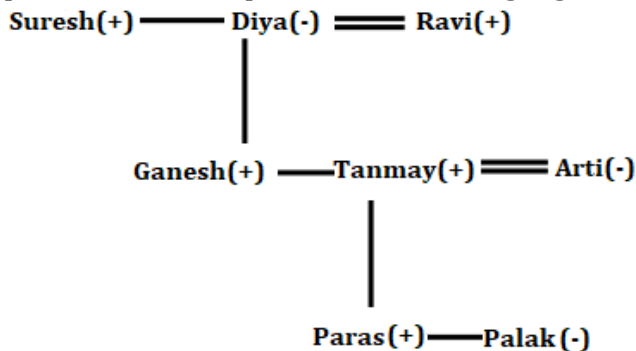 Suresh(+) Diya(-) Ravi(+)
Ganesh(+) Tanmay(+) Arti(-)
Paras(+) Palak(-)